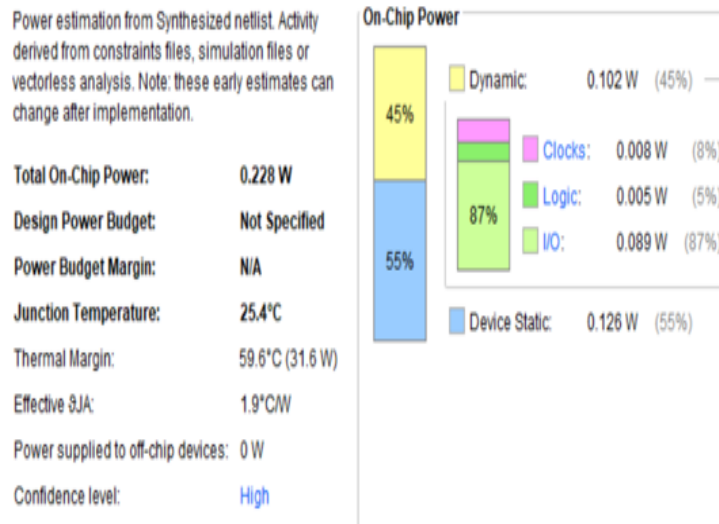 Power estimation from Synthesized netlist. Activity
derived from constraints files, simulation files or
vectorless analysis. Note: these early estimates can
change after implementation.
Total On-Chip Power: 0.228 W
Design Power Budget: Not Specified
Power Budget Margin: N/A
Junction Temperature: 25.4°C
Thermal Margin: 59.6°C (31.6 W)
Effective ϑJA: 1.9°C/W
Power supplied to off-chip devices: 0 W
Confidence level: High
On-Chip Power
45%
55%
Dynamic: 0.102 W (45%)
87%
Clocks: 0.008 W (8%)
Logic: 0.005 W (5%)
I/O: 0.089 W (87%)
Device Static: 0.126 W (55%)